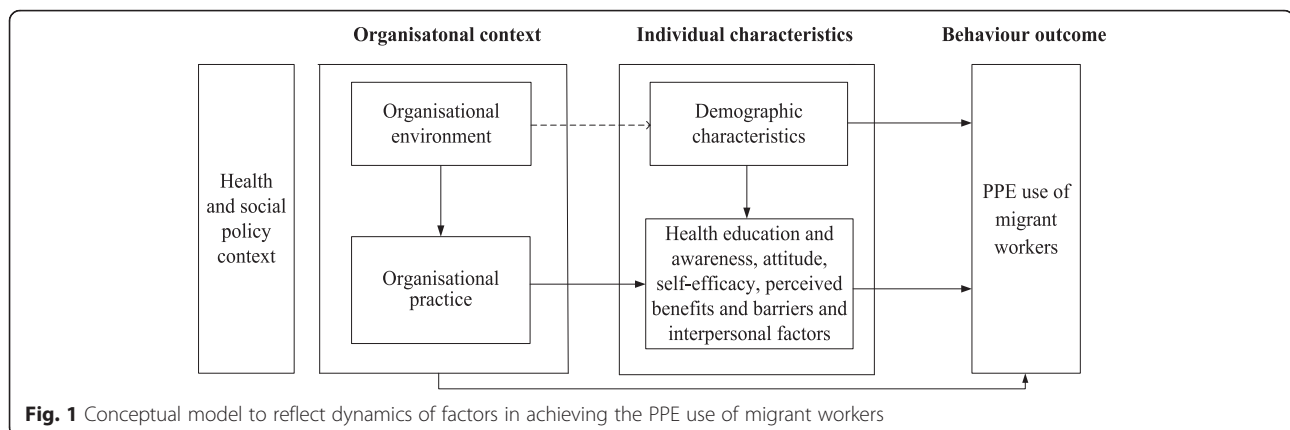 Organisatonal context
Individual characteristics
Behaviour outcome
Health
and social
policy
context
Organisational
environment
Organisational
practice
Demographic
characteristics
Health education and
awareness, attitude,
self-efficacy, perceived
benefits and barriers and
interpersonal factors
PPE use of
migrant
workers
Fig. 1 Conceptual model to reflect dynamics of factors in achieving the PPE use of migrant workers